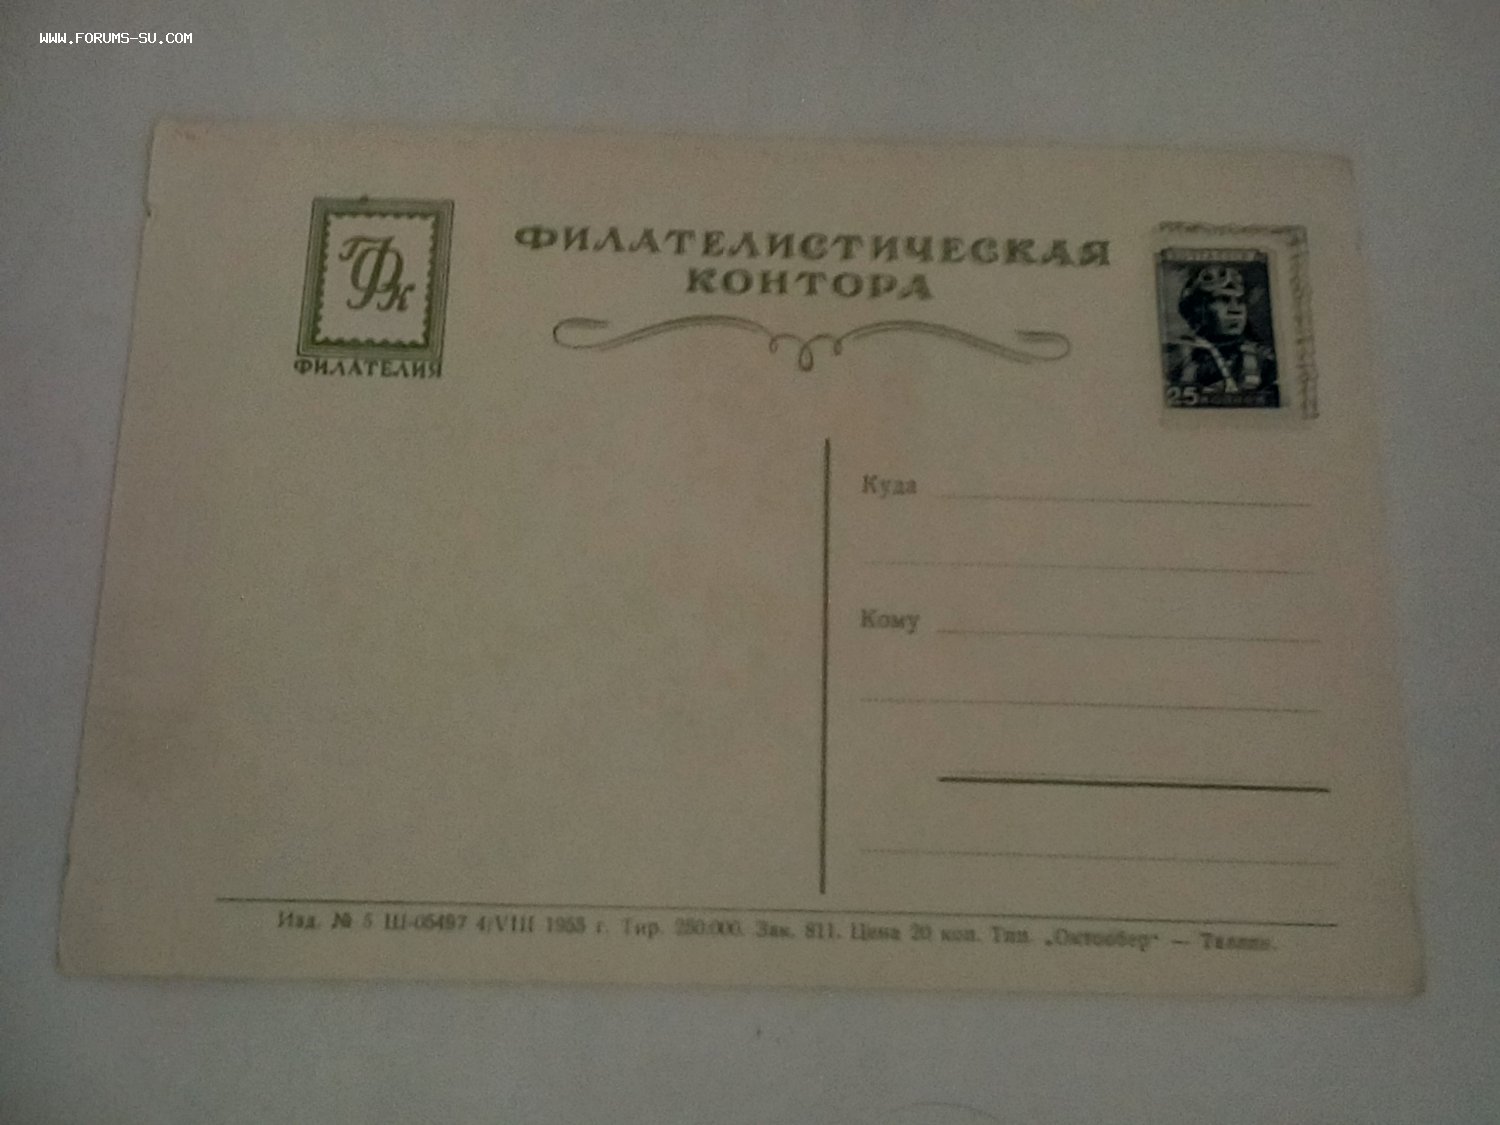 WWW.FORUMS-SU.COM
ФИЛАТЕЛИСТИЧЕСКАЯ
КОНТОРА
ГФК
ФИЛАТЕЛИЯ
25 КОПЕЕК
Куда
Кому
Изд. № 5 Ш-05497 4/VIII 1955 г. Тир. 250.000. Зак. 811. Цена 20 коп. Тип. „Октообер“ — Таллин.